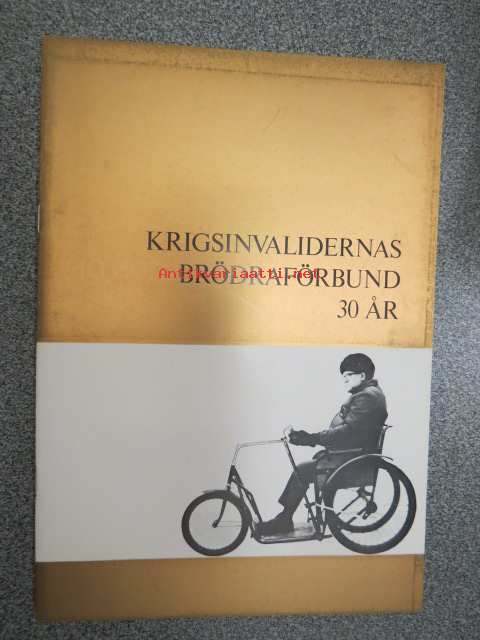 KRIGSINVALIDERNAS
Antikvariaatti.net
BRÖDRAFÖRBUND
30 ÅR